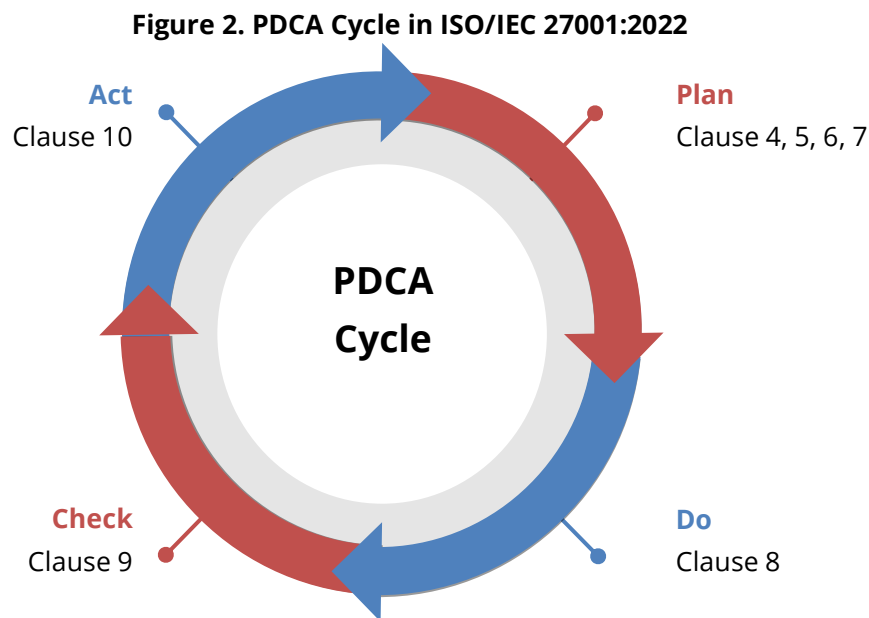 Figure 2. PDCA Cycle in ISO/IEC 27001:2022
Act
Clause 10
Plan
Clause 4, 5, 6, 7
PDCA
Cycle
Check
Clause 9
Do
Clause 8